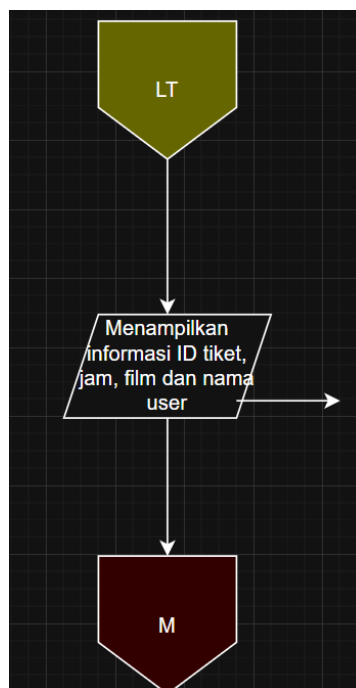 LT
Menampilkan
informasi ID tiket,
jam, film dan nama
user
M